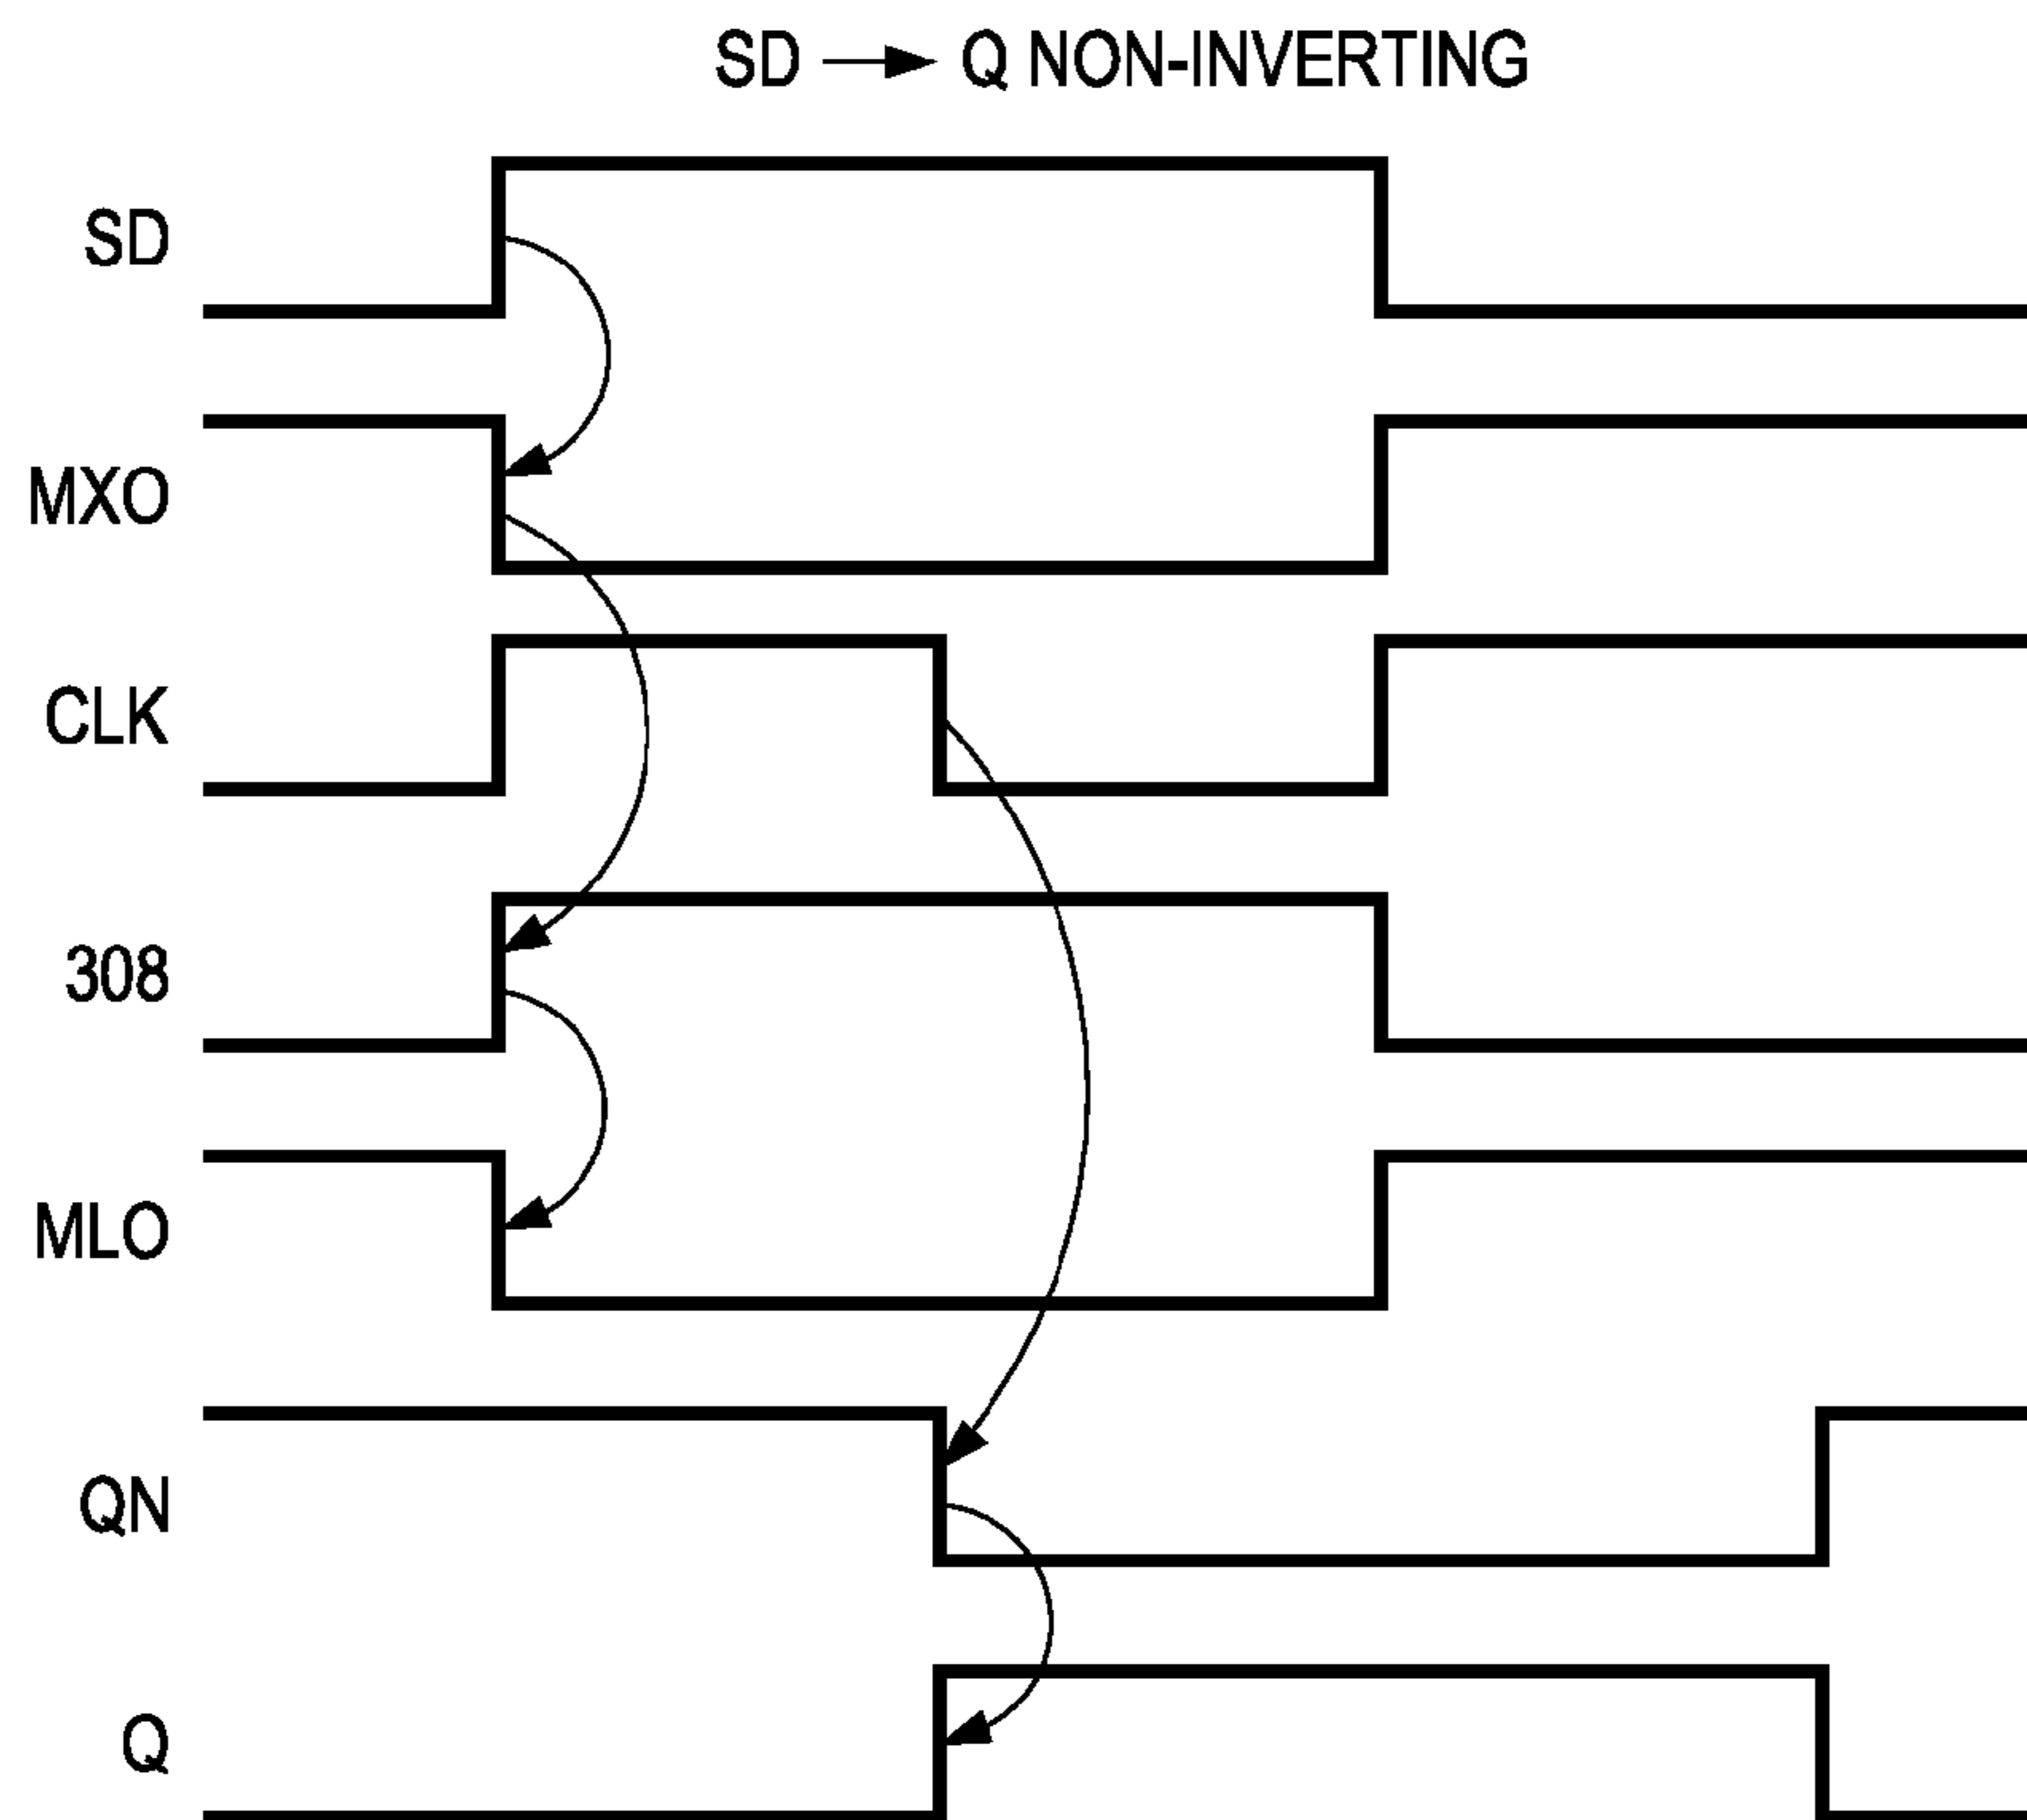 SD → Q NON-INVERTING
SD
MXO
CLK
308
MLO
QN
Q